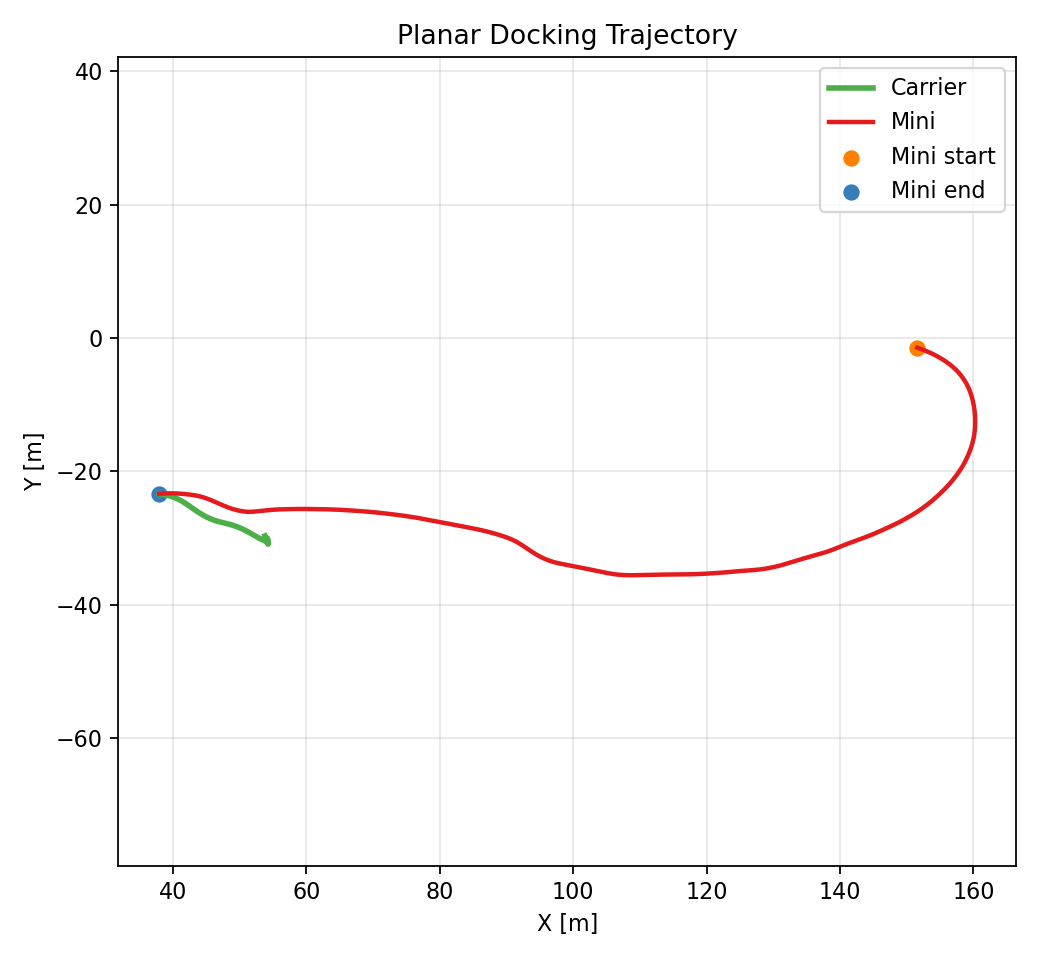 Planar Docking Trajectory
Carrier
Mini
Mini start
Mini end
Y [m]
40
20
0
−20
−40
−60
40 60 80 100 120 140 160
X [m]